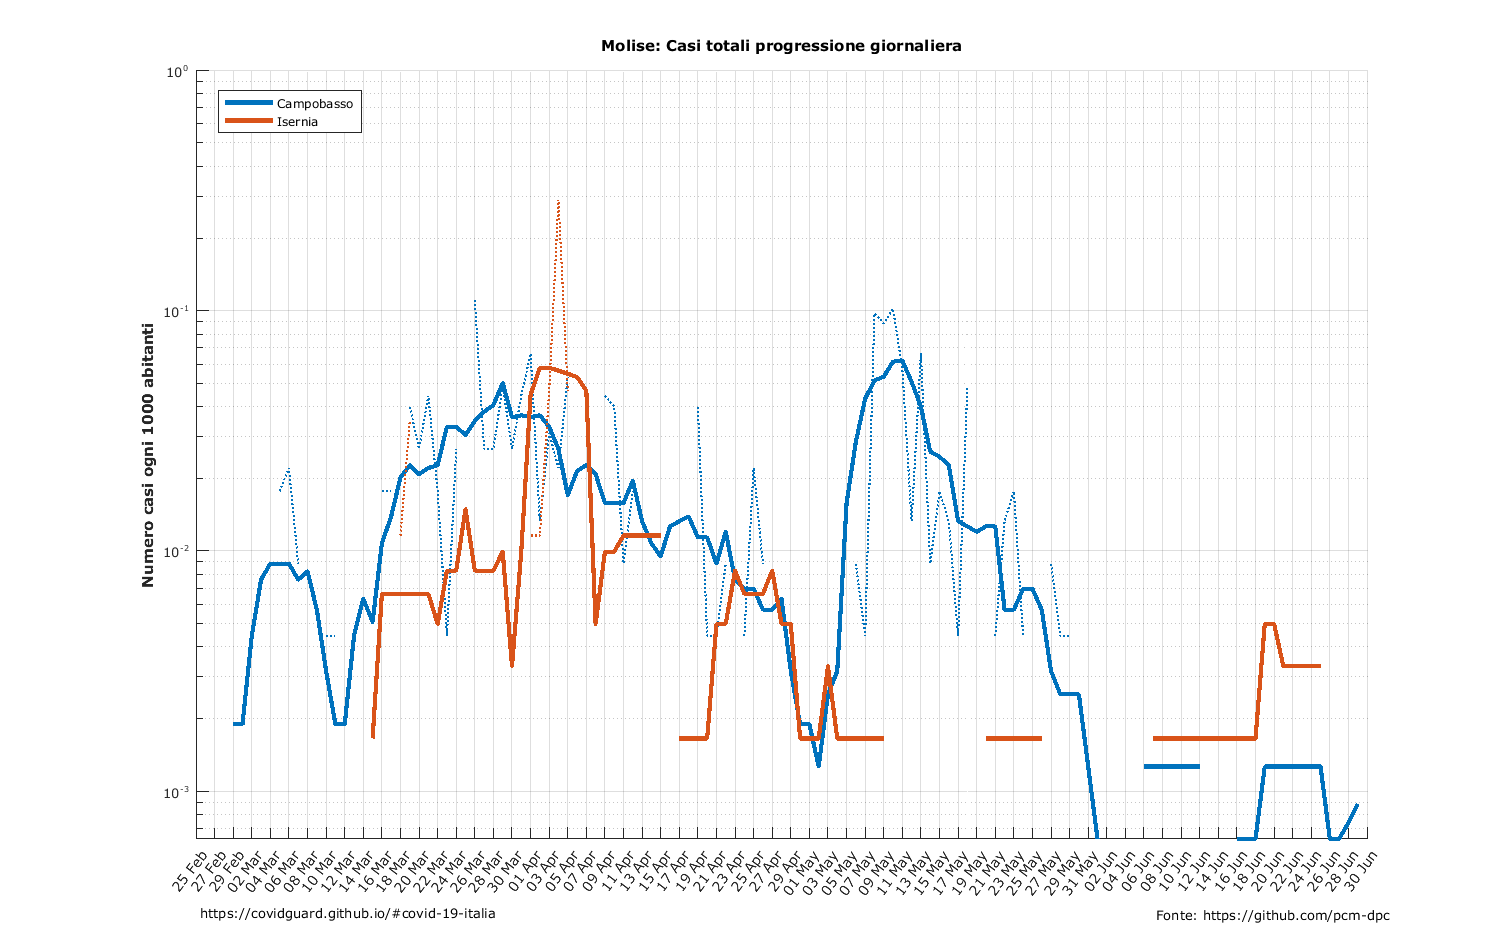 Molise: Casi totali progressione giornaliera
10^0
Campobasso
Isernia
10^-1
10^-2
10^-3
Numero casi ogni 1000 abitanti
25 Feb
27 Feb
29 Feb
02 Mar
04 Mar
06 Mar
08 Mar
10 Mar
12 Mar
14 Mar
16 Mar
18 Mar
20 Mar
22 Mar
24 Mar
26 Mar
28 Mar
30 Mar
01 Apr
03 Apr
05 Apr
07 Apr
09 Apr
11 Apr
13 Apr
15 Apr
17 Apr
19 Apr
21 Apr
23 Apr
25 Apr
27 Apr
29 Apr
01 May
03 May
05 May
07 May
09 May
11 May
13 May
15 May
17 May
19 May
21 May
23 May
25 May
27 May
29 May
31 May
02 Jun
04 Jun
06 Jun
08 Jun
10 Jun
12 Jun
14 Jun
16 Jun
18 Jun
20 Jun
22 Jun
24 Jun
26 Jun
28 Jun
30 Jun
https://covidguard.github.io/#covid-19-italia
Fonte: https://github.com/pcm-dpc